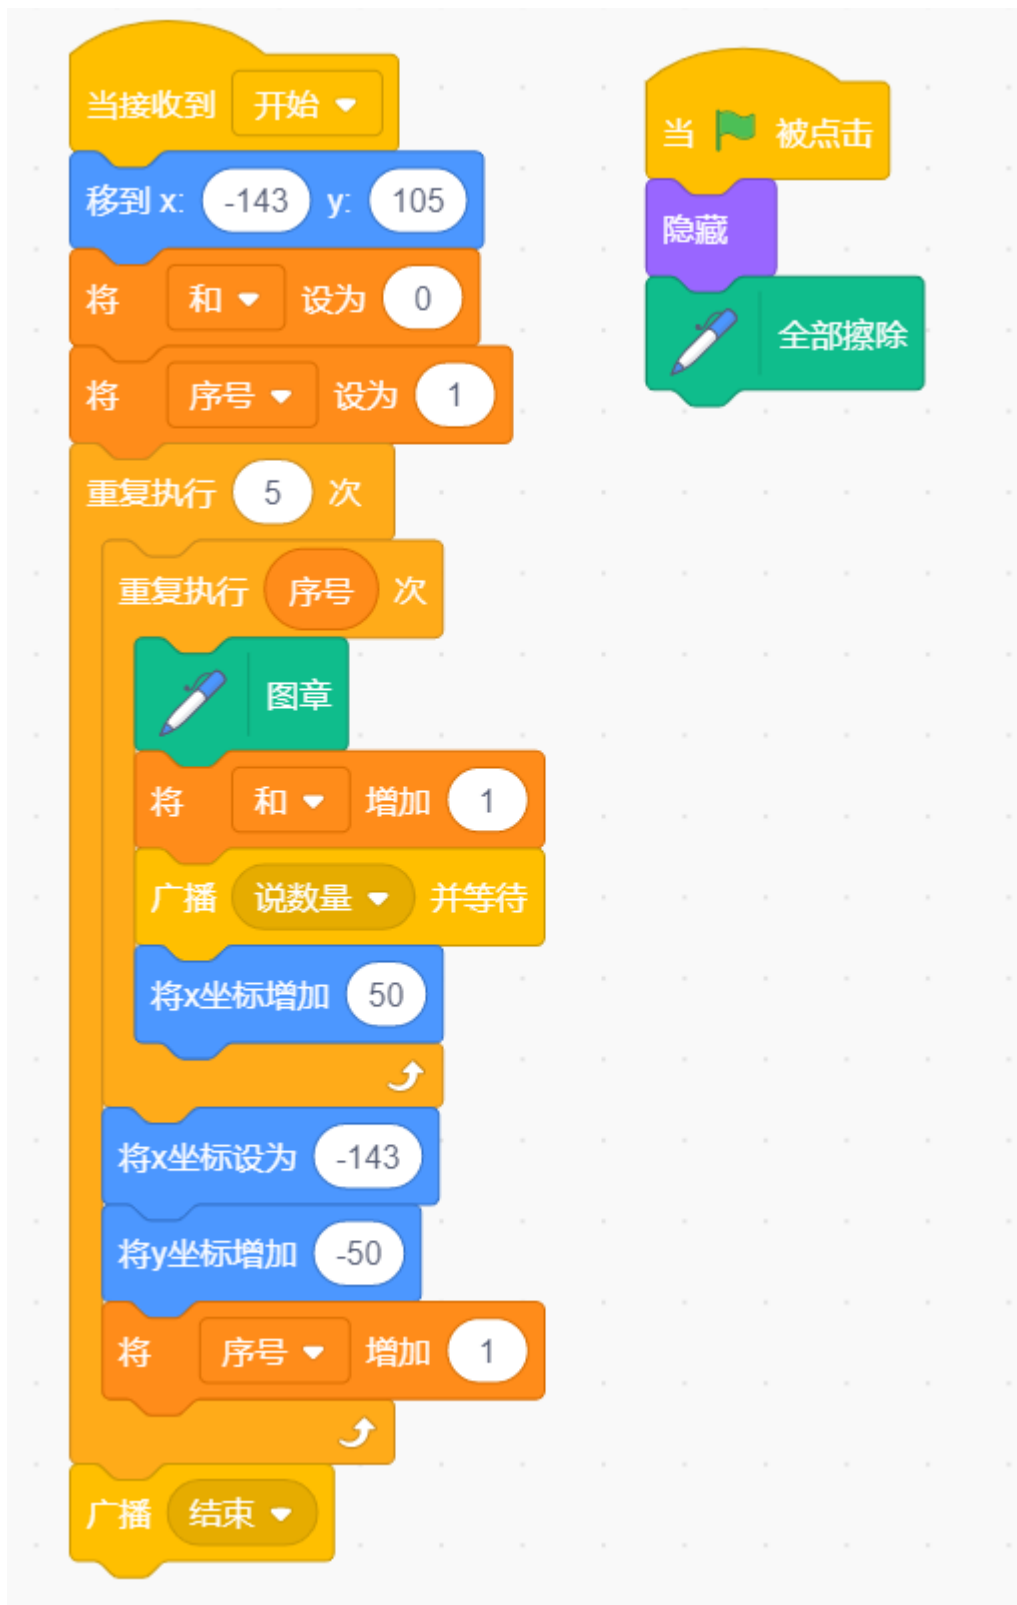 当接收到 开始
移到 x: -143 y: 105
将 和 设为 0
将 序号 设为 1
重复执行 5 次
重复执行 序号 次
图章
将 和 增加 1
广播 说数量 并等待
将x坐标增加 50
将x坐标设为 -143
将y坐标增加 -50
将 序号 增加 1
广播 结束
当 被点击
隐藏
全部擦除